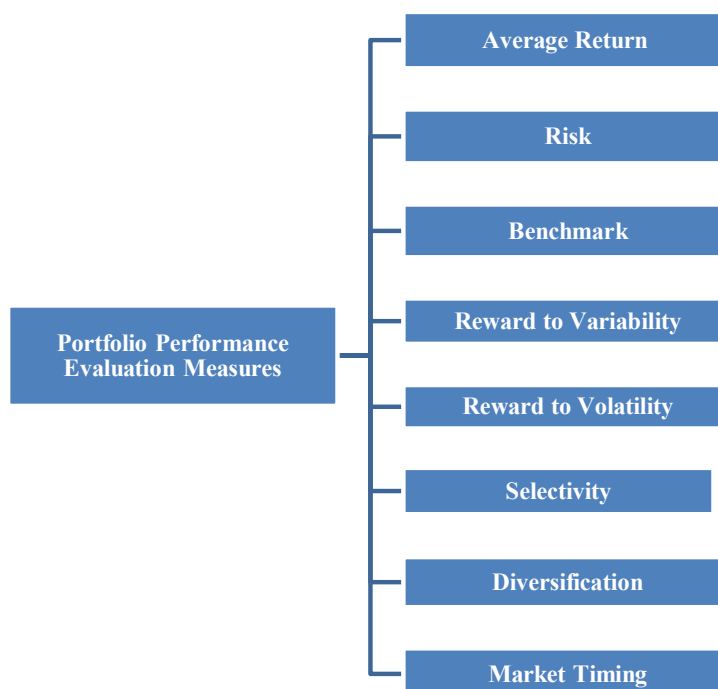 Average Return
Risk
Benchmark
Portfolio Performance
Evaluation Measures
Reward to Variability
Reward to Volatility
Selectivity
Diversification
Market Timing